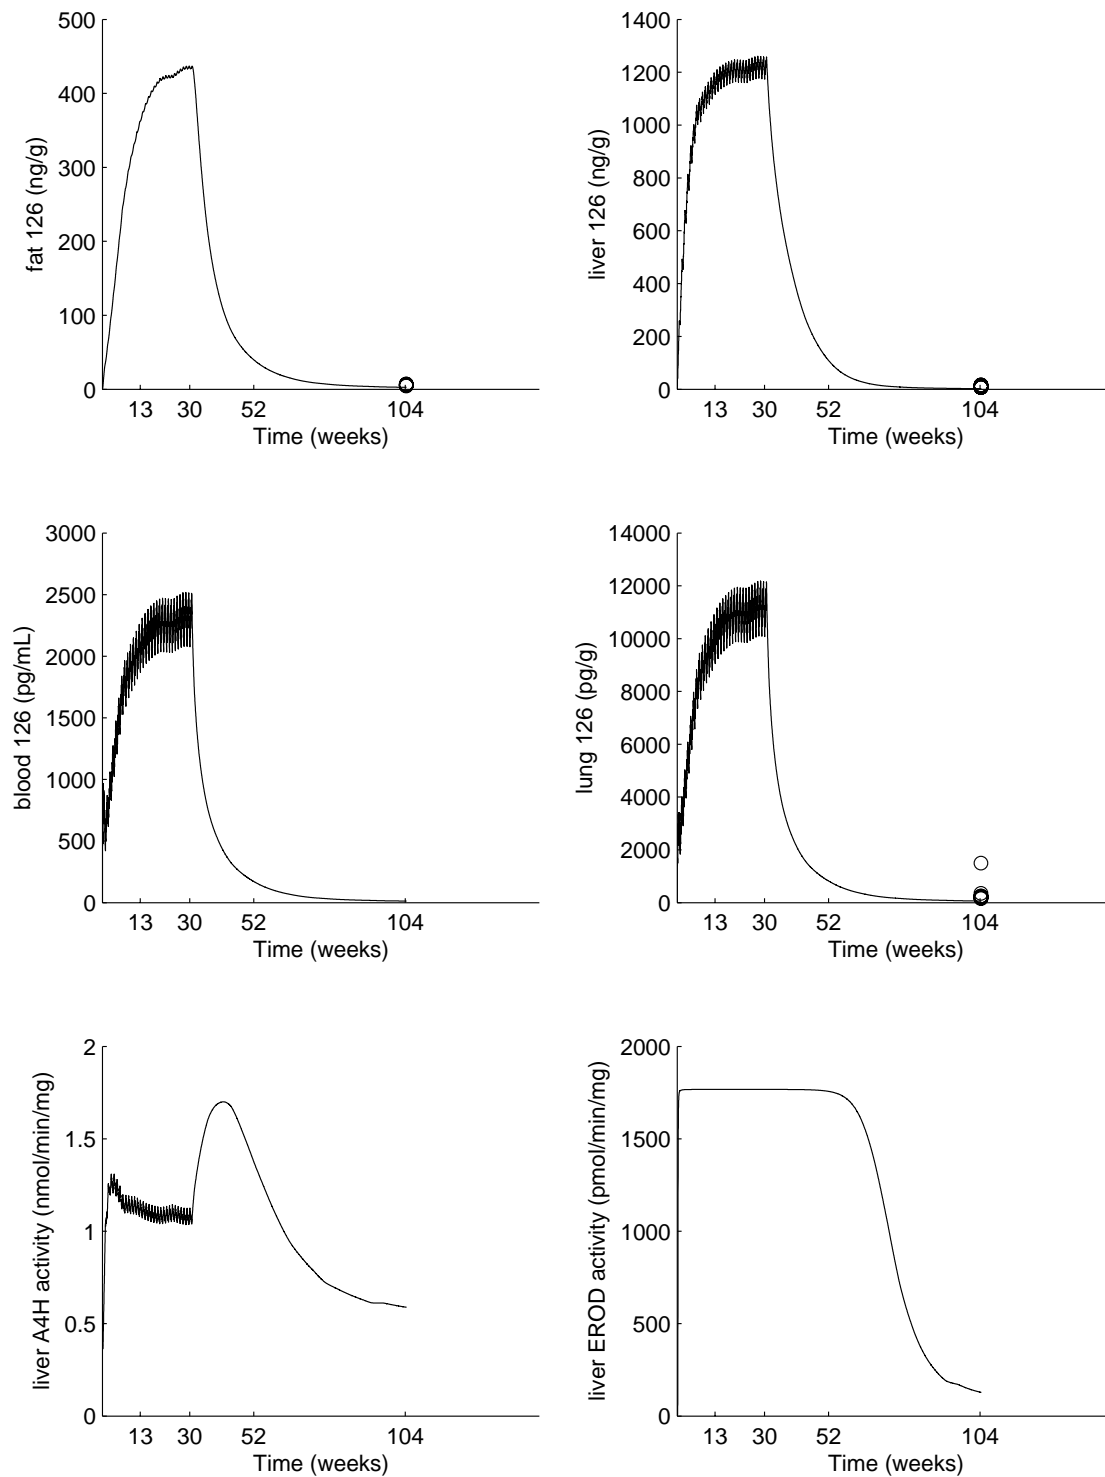 fat 126 (ng/g)
500
400
300
200
100
0
13 30 52 104
Time (weeks)
liver 126 (ng/g)
1400
1200
1000
800
600
400
200
0
13 30 52 104
Time (weeks)
blood 126 (pg/mL)
3000
2500
2000
1500
1000
500
0
13 30 52 104
Time (weeks)
lung 126 (pg/g)
14000
12000
10000
8000
6000
4000
2000
0
13 30 52 104
Time (weeks)
liver A4H activity (nmol/min/mg)
2
1.5
1
0.5
0
13 30 52 104
Time (weeks)
liver EROD activity (pmol/min/mg)
2000
1500
1000
500
0
13 30 52 104
Time (weeks)